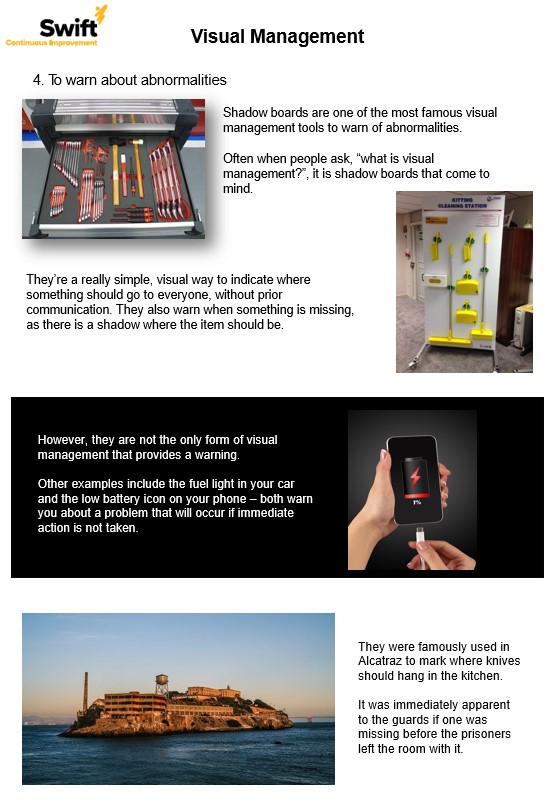 Swift
Continuous Improvement
Visual Management
4. To warn about abnormalities
Shadow boards are one of the most famous visual
management tools to warn of abnormalities.
Often when people ask, “what is visual
management?”, it is shadow boards that come to
mind.
KITTING
CLEANING STATION
They’re a really simple, visual way to indicate where
something should go to everyone, without prior
communication. They also warn when something is missing,
as there is a shadow where the item should be.
However, they are not the only form of visual
management that provides a warning.
Other examples include the fuel light in your car
and the low battery icon on your phone – both warn
you about a problem that will occur if immediate
action is not taken.
1%
They were famously used in
Alcatraz to mark where knives
should hang in the kitchen.
It was immediately apparent
to the guards if one was
missing before the prisoners
left the room with it.